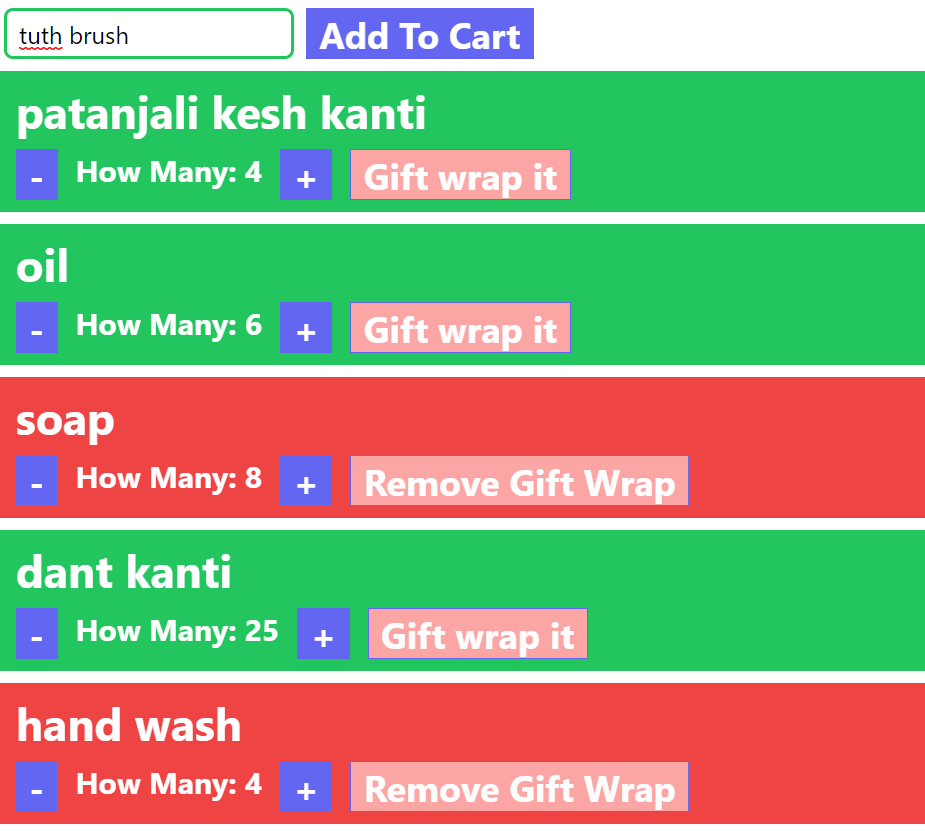 tuth brush Add To Cart
patanjali kesh kanti
- How Many: 4 + Gift wrap it
oil
- How Many: 6 + Gift wrap it
soap
- How Many: 8 + Remove Gift Wrap
dant kanti
- How Many: 25 + Gift wrap it
hand wash
- How Many: 4 + Remove Gift Wrap